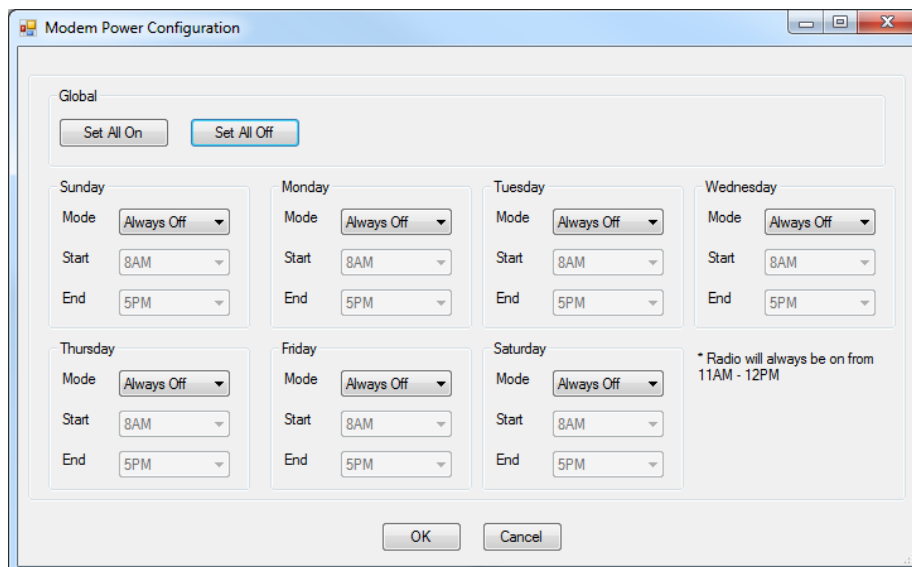 Modem Power Configuration
Global
Set All On Set All Off
Sunday Monday Tuesday Wednesday
Mode Always Off Mode Always Off Mode Always Off Mode Always Off
Start 8AM Start 8AM Start 8AM Start 8AM
End 5PM End 5PM End 5PM End 5PM
Thursday Friday Saturday
* Radio will always be on from
11AM - 12PM
Mode Always Off Mode Always Off Mode Always Off
Start 8AM Start 8AM Start 8AM
End 5PM End 5PM End 5PM
OK Cancel